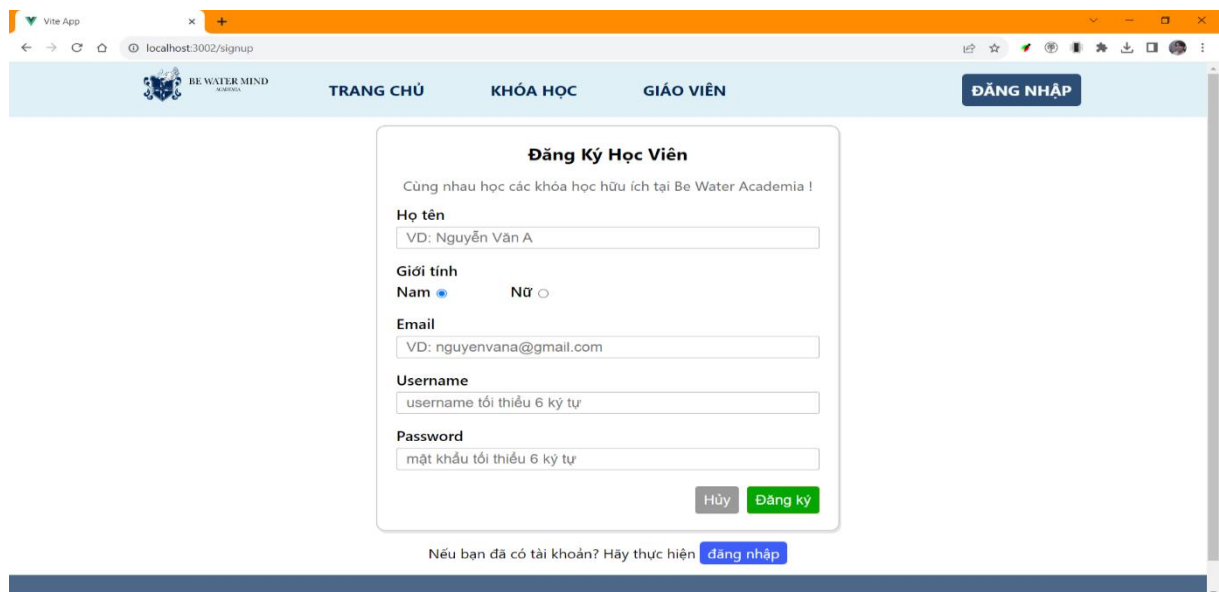 Vite App
localhost:3002/signup
BE WATER MIND
ACADEMIA
TRANG CHỦ KHÓA HỌC GIÁO VIÊN ĐĂNG NHẬP
Đăng Ký Học Viên
Cùng nhau học các khóa học hữu ích tại Be Water Academia !
Họ tên
VD: Nguyễn Văn A
Giới tính
Nam Nữ
Email
VD: nguyenvana@gmail.com
Username
username tối thiểu 6 ký tự
Password
mật khẩu tối thiểu 6 ký tự
Hủy Đăng ký
Nếu bạn đã có tài khoản? Hãy thực hiện đăng nhập